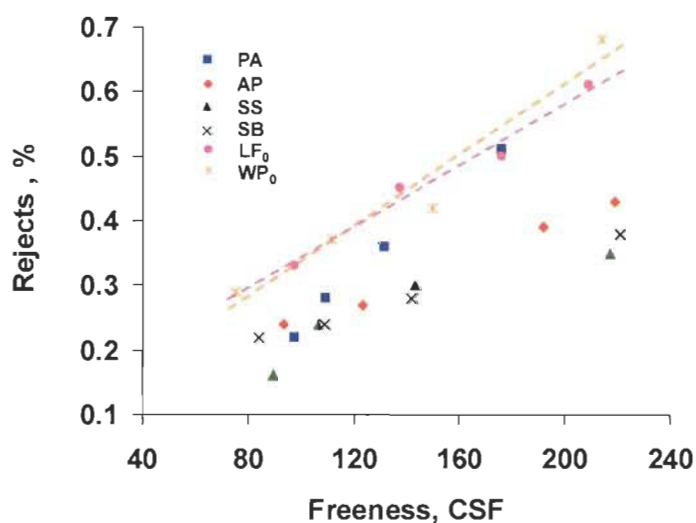 0.7
0.6
0.5
0.4
0.3
0.2
0.1
Rejects , %
PA
AP
SS
SB
LF₀
WP₀
40 80 120 160 200 240
Freeness, CSF